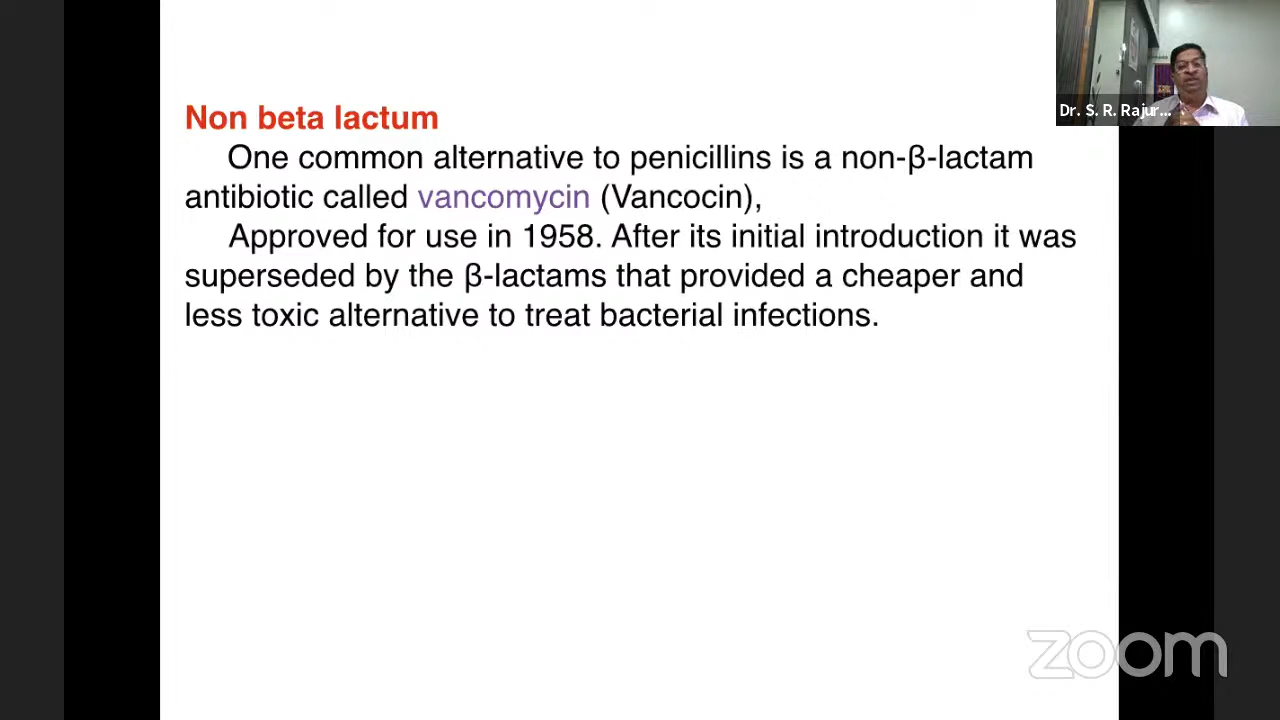 Non beta lactum
One common alternative to penicillins is a non-β-lactam
antibiotic called vancomycin (Vancocin),
Approved for use in 1958. After its initial introduction it was
superseded by the β-lactams that provided a cheaper and
less toxic alternative to treat bacterial infections.
Dr. S. R. Rajur...
zoom